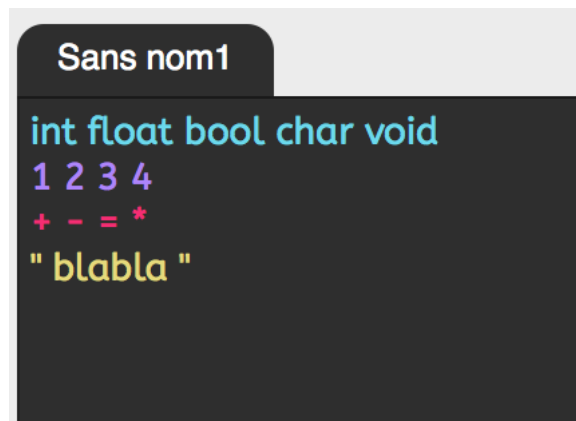 Sans nom1
int float bool char void
1 2 3 4
+ - = *
" blabla "